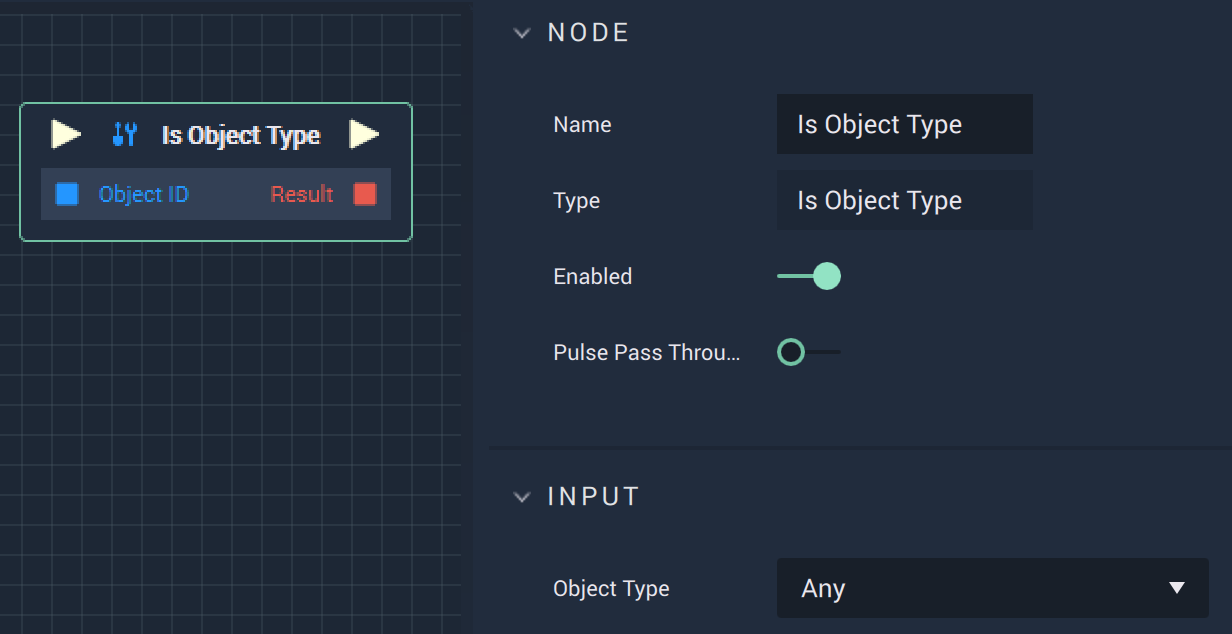 Is Object Type
Object ID
Result
NODE
Name
Is Object Type
Type
Is Object Type
Enabled
Pulse Pass Throu...
INPUT
Object Type
Any